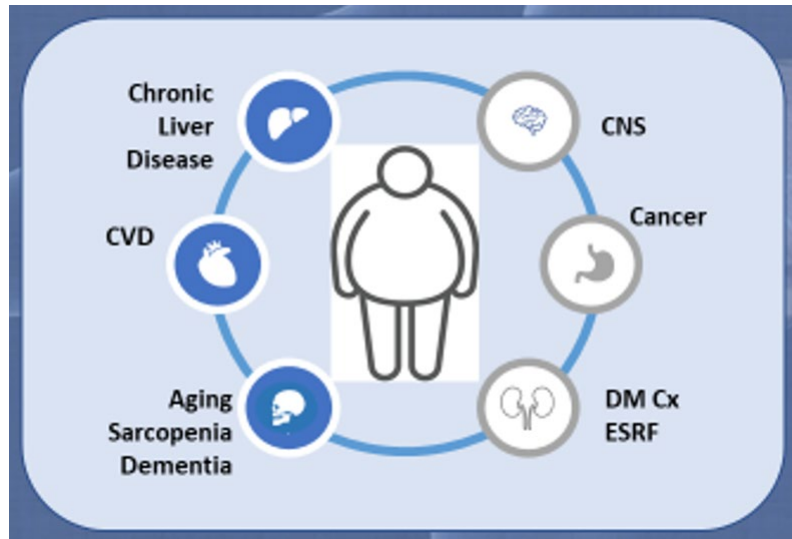 Chronic
Liver
Disease
CNS
CVD
Cancer
Aging
Sarcopenia
Dementia
DM Cx
ESRF